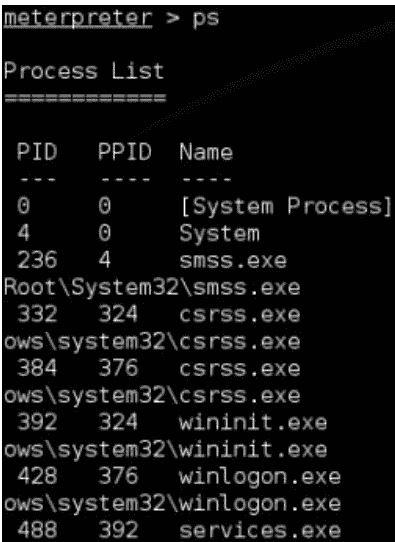 meterpreter > ps
Process List
============
PID PPID Name
--- ---- ----
0 0 [System Process]
4 0 System
236 4 smss.exe
Root\System32\smss.exe
332 324 csrss.exe
ows\system32\csrss.exe
384 376 csrss.exe
ows\system32\csrss.exe
392 324 wininit.exe
ows\system32\wininit.exe
428 376 winlogon.exe
ows\system32\winlogon.exe
488 392 services.exe